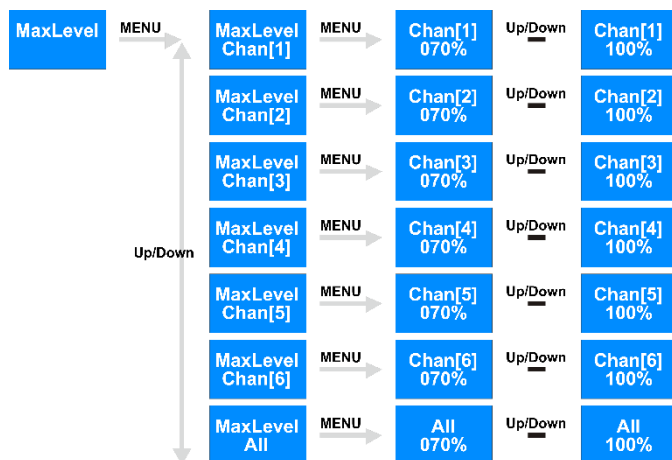 MaxLevel
MENU
MaxLevel
Chan[1]
MENU
Chan[1]
070%
Up/Down
Chan[1]
100%
MaxLevel
Chan[2]
MENU
Chan[2]
070%
Up/Down
Chan[2]
100%
MaxLevel
Chan[3]
MENU
Chan[3]
070%
Up/Down
Chan[3]
100%
Up/Down
MaxLevel
Chan[4]
MENU
Chan[4]
070%
Up/Down
Chan[4]
100%
MaxLevel
Chan[5]
MENU
Chan[5]
070%
Up/Down
Chan[5]
100%
MaxLevel
Chan[6]
MENU
Chan[6]
070%
Up/Down
Chan[6]
100%
MaxLevel
All
MENU
All
070%
Up/Down
All
100%